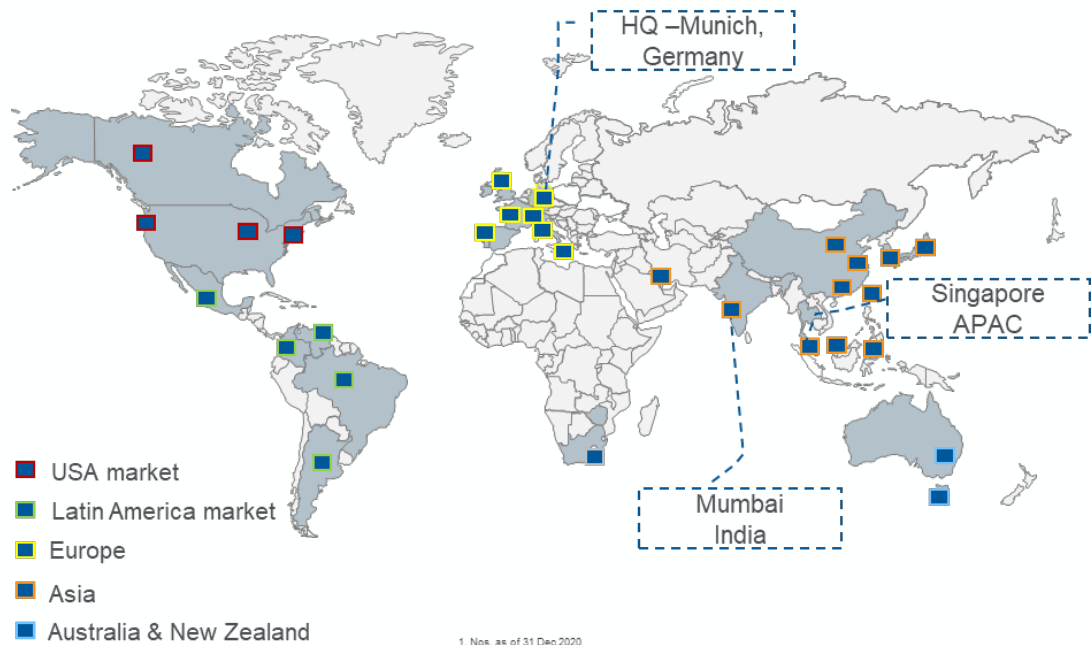 HQ –Munich,
Germany
Singapore
APAC
Mumbai
India
USA market
Latin America market
Europe
Asia
Australia & New Zealand
1. Nos. as of 31 Dec 2020